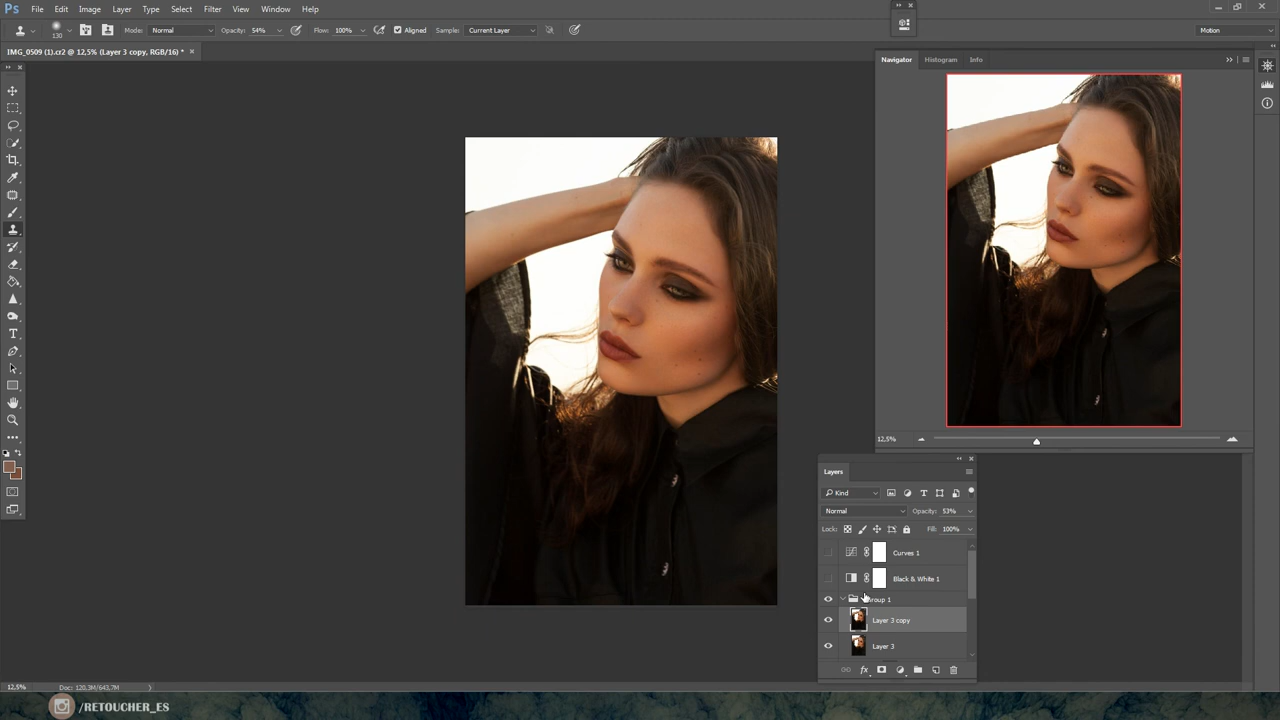 Ps File Edit Image Layer Type Select Filter View Window Help
130 Mode: Normal Opacity: 54% Flow: 100% Aligned Sample: Current Layer Motion
IMG_0509 (1).cr2 @ 12,5% (Layer 3 copy, RGB/16) *
Navigator Histogram Info
12,5%
Layers
Kind
Normal Opacity: 53%
Lock: Fill: 100%
Curves 1
Black & White 1
Group 1
Layer 3 copy
Layer 3
12,5% Doc: 120,3M/643,7M
/RETOUCHER_ES